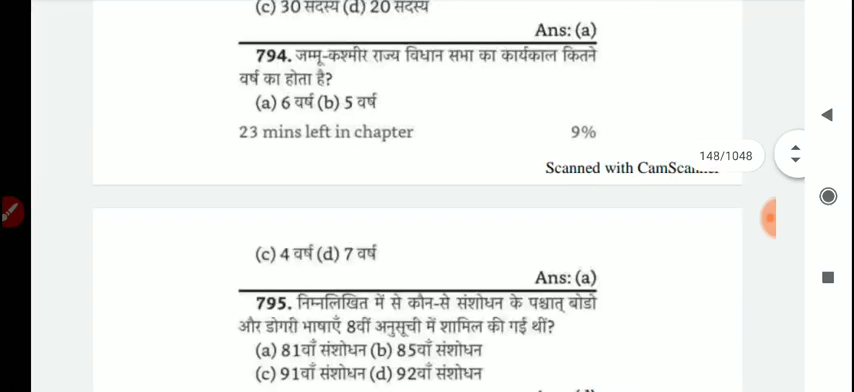 (c) 30 सदस्य (d) 20 सदस्य
Ans: (a)
794. जम्मू-कश्मीर राज्य विधान सभा का कार्यकाल कितने
वर्ष का होता है?
(a) 6 वर्ष (b) 5 वर्ष
23 mins left in chapter 9%
148/1048
Scanned with
(c) 4 वर्ष (d) 7 वर्ष
Ans: (a)
795. निम्नलिखित में से कौन-से संशोधन के पश्चात् बोडो
और डोगरी भाषाएँ 8वीं अनुसूची में शामिल की गई थीं?
(a) 81वाँ संशोधन (b) 85वाँ संशोधन
(c) 91वाँ संशोधन (d) 92वाँ संशोधन